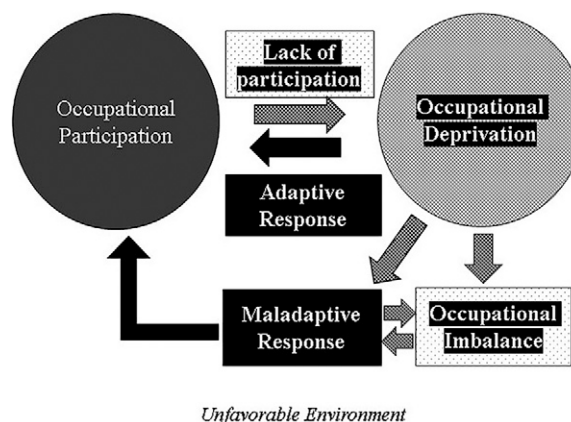 Lack of
participation
Occupational
Participation
Occupational
Deprivation
Adaptive
Response
Maladaptive
Response
Occupational
Imbalance
Unfavorable Environment